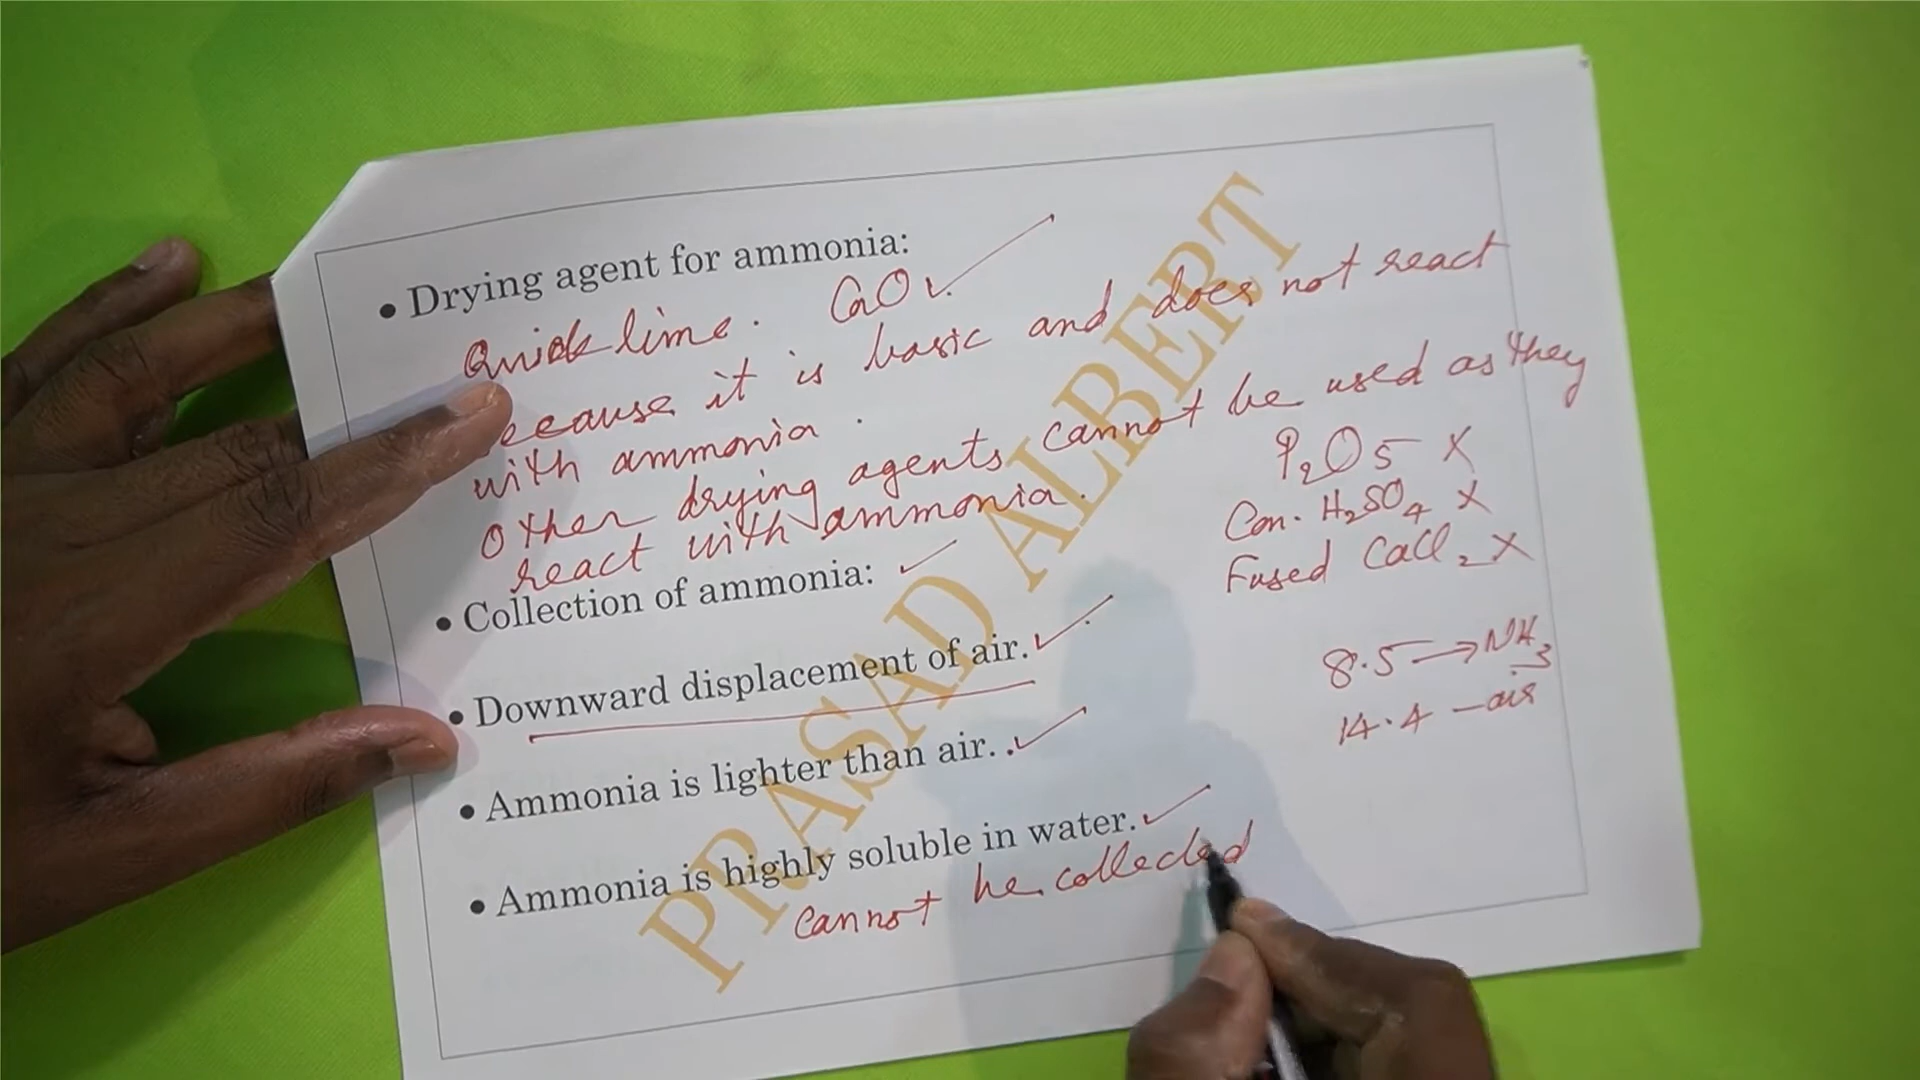 • Drying agent for ammonia:
Quick lime. CaO
because it is basic and does not react
with ammonia.
Other drying agents cannot be used as they
react with ammonia.
P₂O5 X
Con. H₂SO₄ X
Fused CaCl₂ X
• Collection of ammonia:
• Downward displacement of air.
8.5 → NH₃
14.4 — air
• Ammonia is lighter than air.
• Ammonia is highly soluble in water.
cannot be collected
PRASAD ALBERT